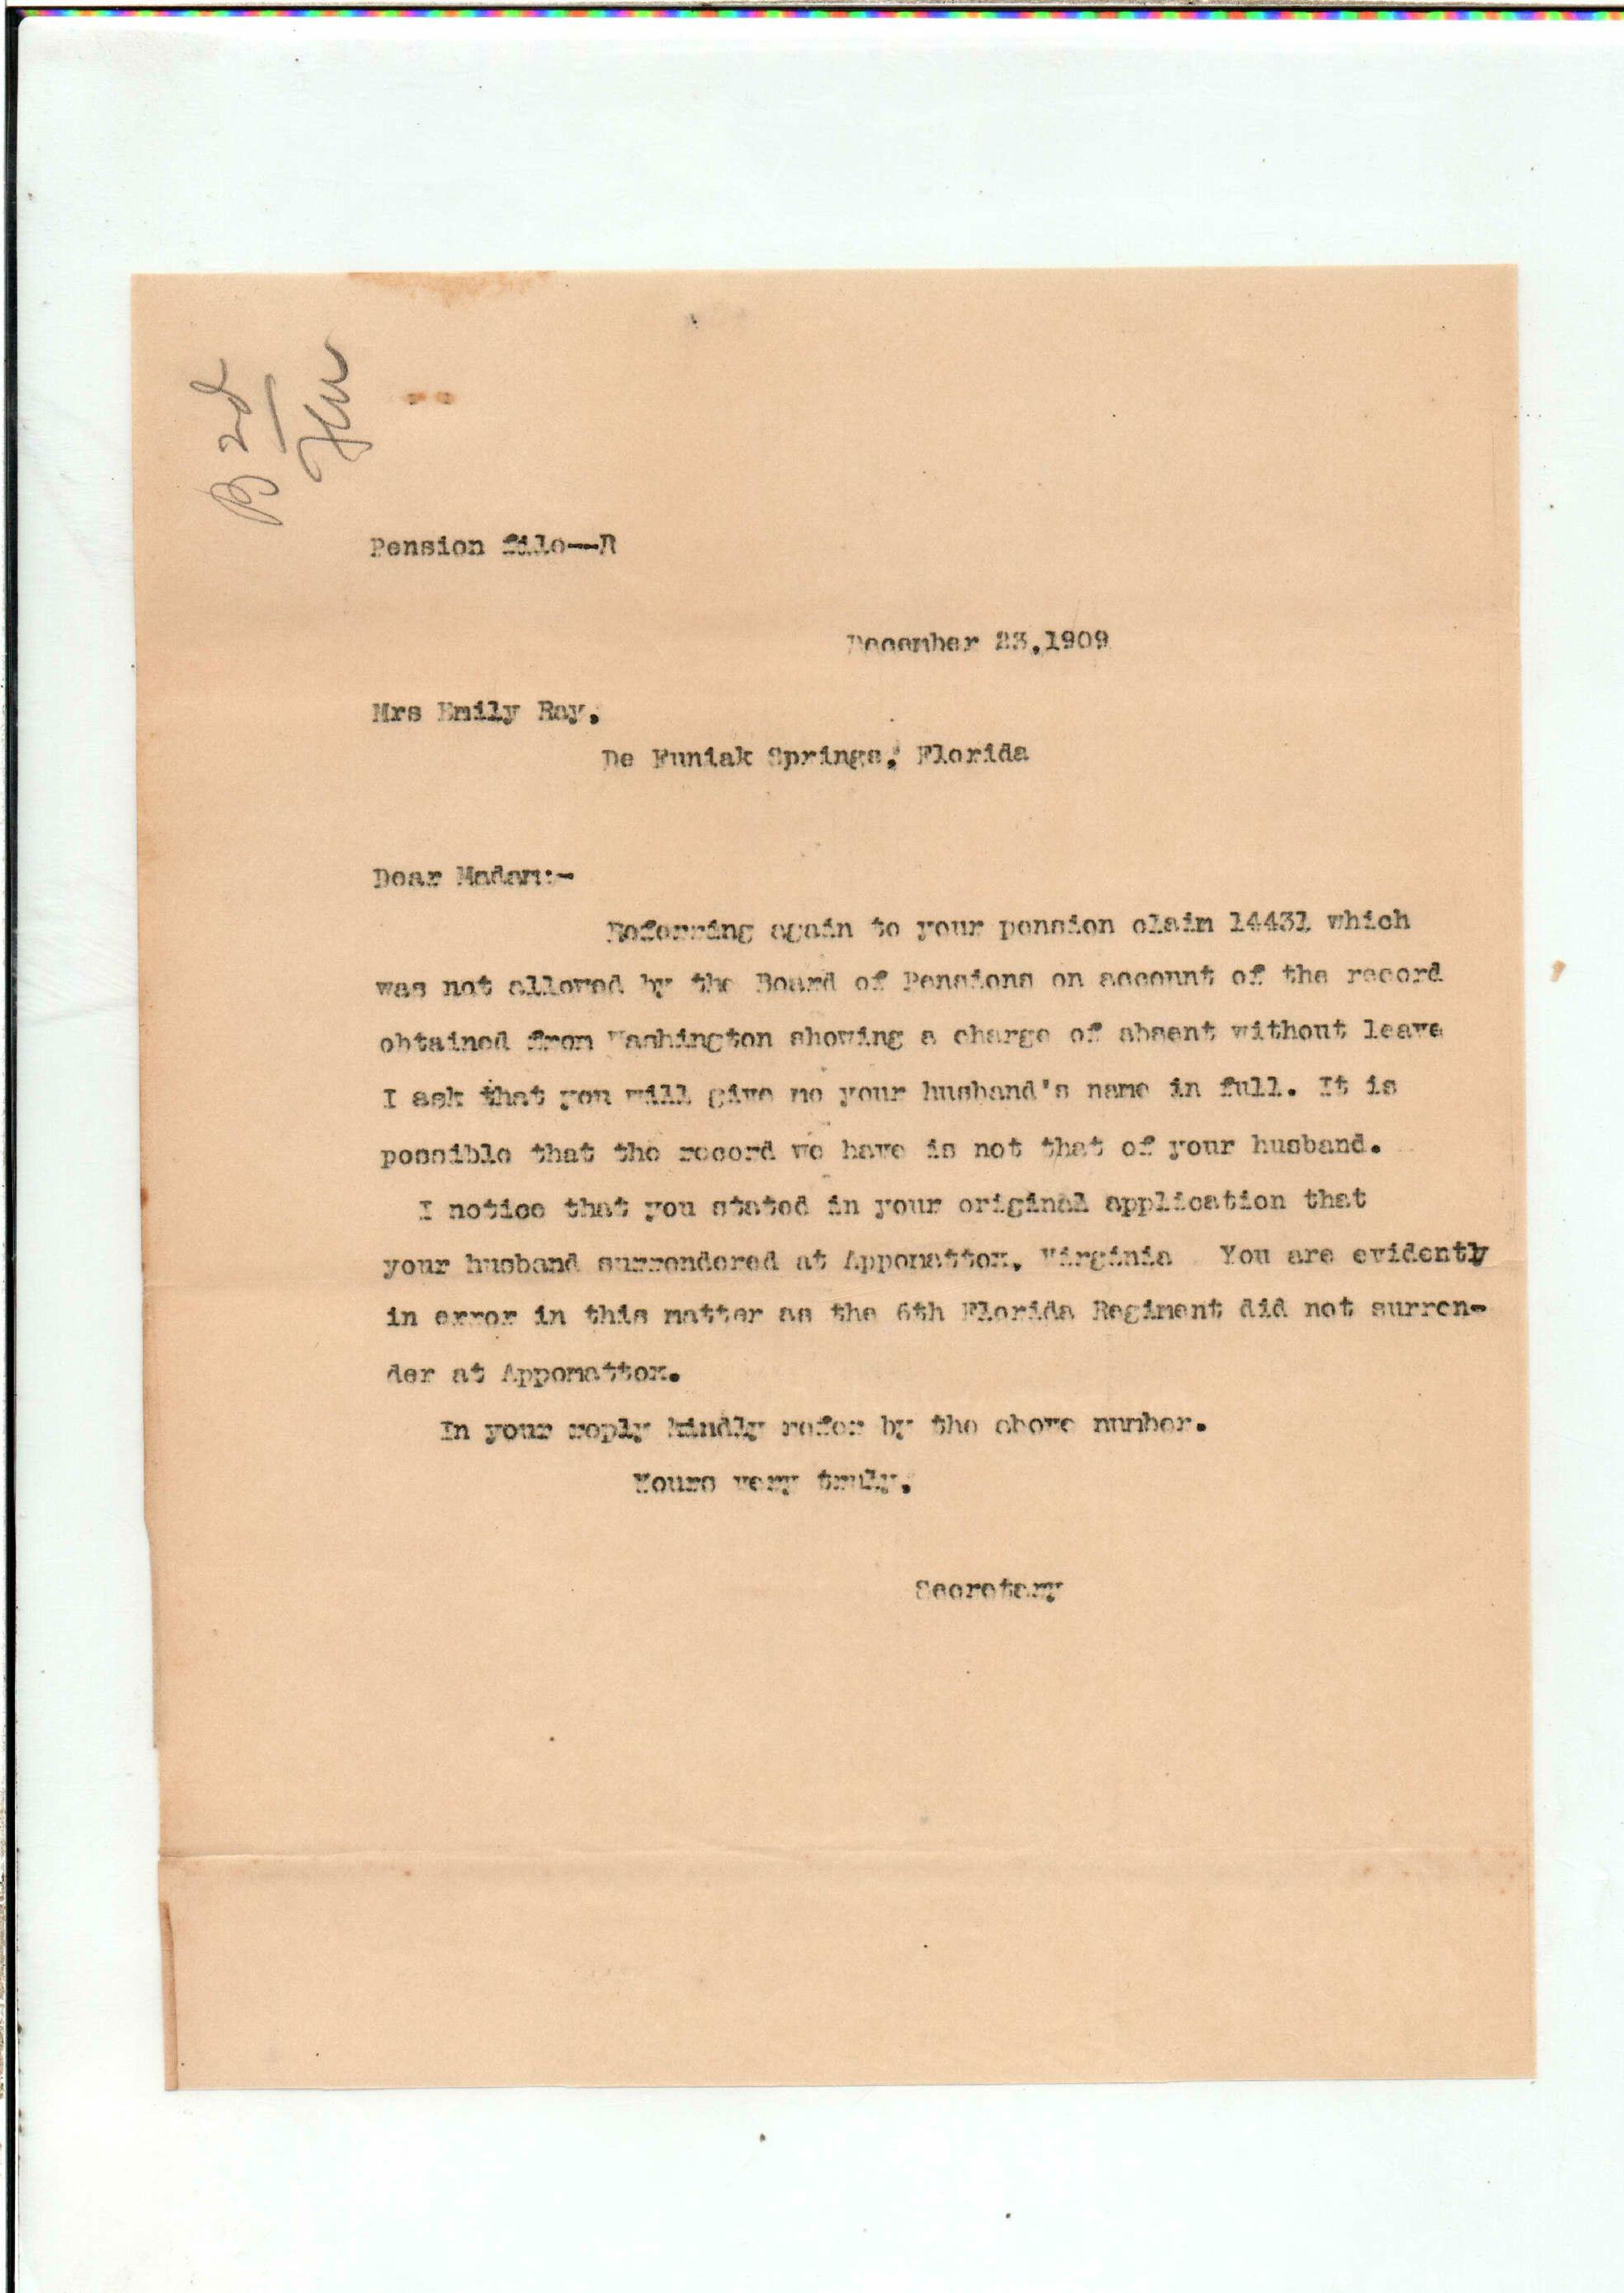 B 2d
Pension file--R
December 23,1909
Mrs Emily Ray,
De Funiak Springs, Florida
Dear Madam:-
Referring again to your pension claim 14431 which
was not allowed by the Board of Pensions on account of the record
obtained from Washington showing a charge of absent without leave
I ask that you will give me your husband's name in full. It is
possible that the record we have is not that of your husband.
I notice that you stated in your original application that
your husband surrendered at Appomattox, Virginia You are evidently
in error in this matter as the 6th Florida Regiment did not surren-
der at Appomattox.
In your reply kindly refer by the above number.
Yours very truly,
Secretary